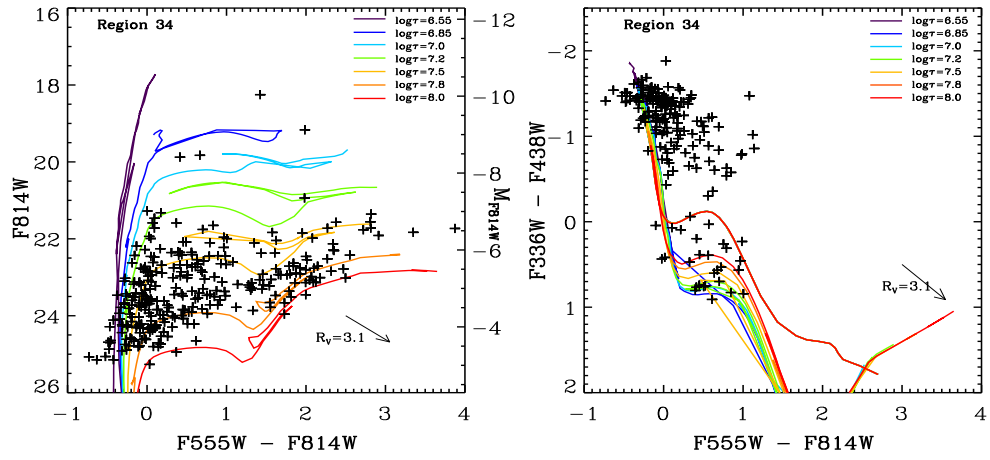 Region 34
logτ=6.55
logτ=6.85
logτ=7.0
logτ=7.2
logτ=7.5
logτ=7.8
logτ=8.0
16
18
20
22
24
26
F814W
−12
−10
−8
−6
−4
M_F814W
Rv=3.1
−1 0 1 2 3 4
F555W − F814W
Region 34
logτ=6.55
logτ=6.85
logτ=7.0
logτ=7.2
logτ=7.5
logτ=7.8
logτ=8.0
−2
−1
0
1
2
F336W − F438W
Rv=3.1
−1 0 1 2 3 4
F555W − F814W